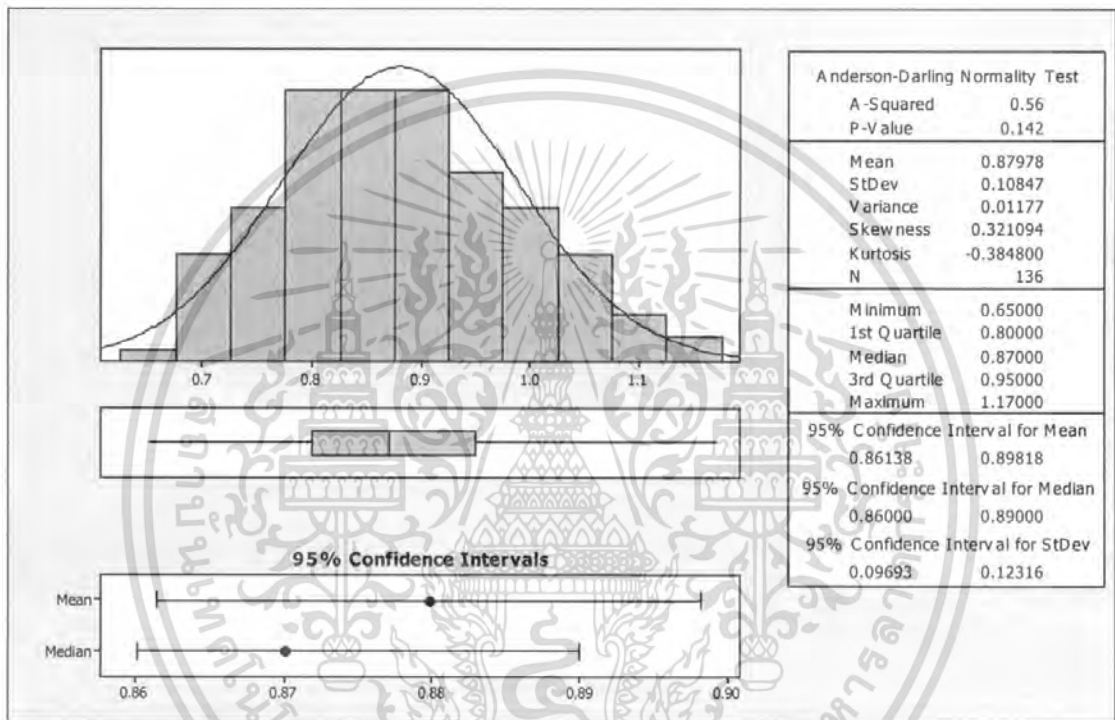 0.7 0.8 0.9 1.0 1.1
95% Confidence Intervals
Mean
Median
0.86 0.87 0.88 0.89 0.90
Anderson-Darling Normality Test
A-Squared 0.56
P-Value 0.142
Mean 0.87978
StDev 0.10847
Variance 0.01177
Skewness 0.321094
Kurtosis -0.384800
N 136
Minimum 0.65000
1st Quartile 0.80000
Median 0.87000
3rd Quartile 0.95000
Maximum 1.17000
95% Confidence Interval for Mean
0.86138 0.89818
95% Confidence Interval for Median
0.86000 0.89000
95% Confidence Interval for StDev
0.09693 0.12316